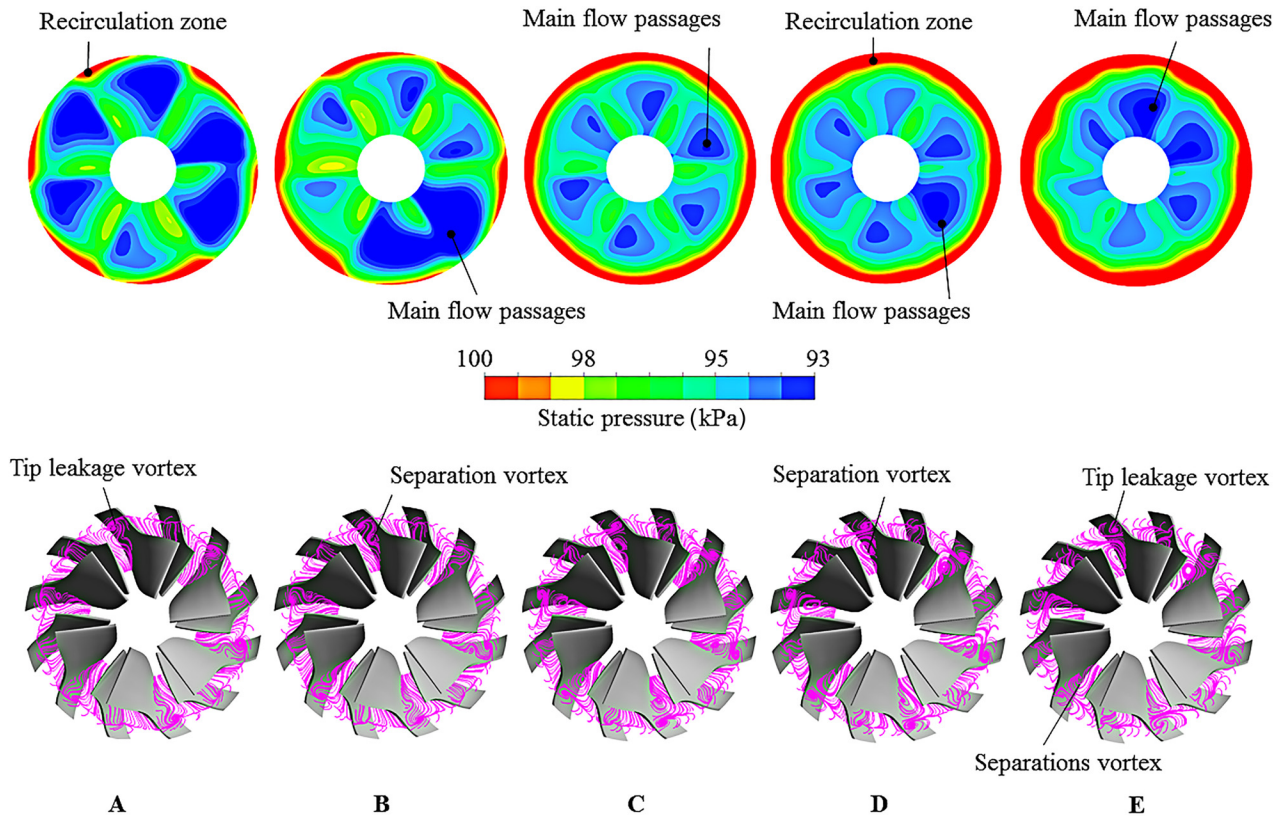 Recirculation zone
Main flow passages
Recirculation zone
Main flow passages
Main flow passages
Main flow passages
100 98 95 93
Static pressure (kPa)
Tip leakage vortex
Separation vortex
Separation vortex
Tip leakage vortex
Separations vortex
A B C D E